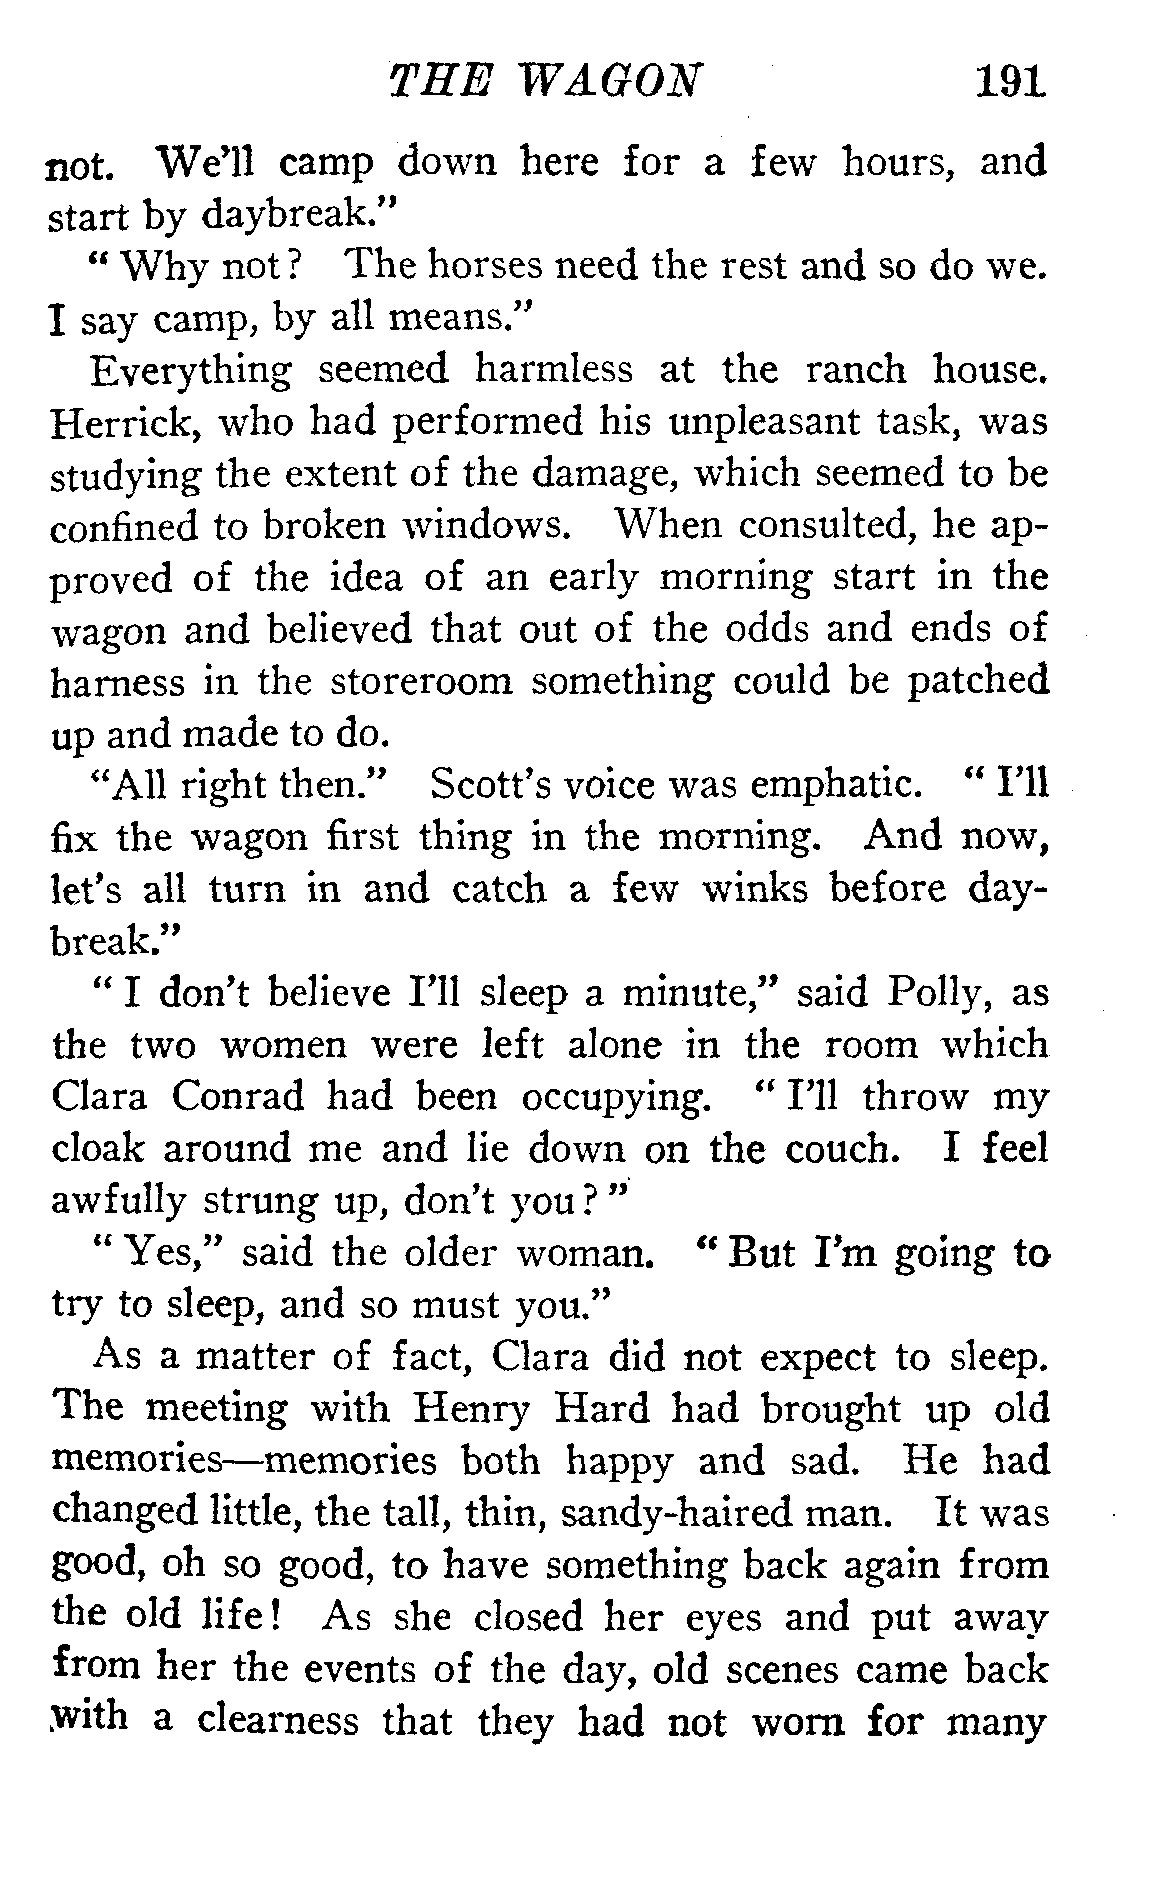 THE WAGON 191
not. We'll camp down here for a few hours, and
start by daybreak."
"Why not? The horses need the rest and so do we.
I say camp, by all means."
Everything seemed harmless at the ranch house.
Herrick, who had performed his unpleasant task, was
studying the extent of the damage, which seemed to be
confined to broken windows. When consulted, he ap-
proved of the idea of an early morning start in the
wagon and believed that out of the odds and ends of
harness in the storeroom something could be patched
up and made to do.
"All right then." Scott's voice was emphatic. "I'll
fix the wagon first thing in the morning. And now,
let's all turn in and catch a few winks before day-
break."
"I don't believe I'll sleep a minute," said Polly, as
the two women were left alone in the room which
Clara Conrad had been occupying. "I'll throw my
cloak around me and lie down on the couch. I feel
awfully strung up, don't you?"
"Yes," said the older woman. "But I'm going to
try to sleep, and so must you."
As a matter of fact, Clara did not expect to sleep.
The meeting with Henry Hard had brought up old
memories—memories both happy and sad. He had
changed little, the tall, thin, sandy-haired man. It was
good, oh so good, to have something back again from
the old life! As she closed her eyes and put away
from her the events of the day, old scenes came back
with a clearness that they had not worn for many